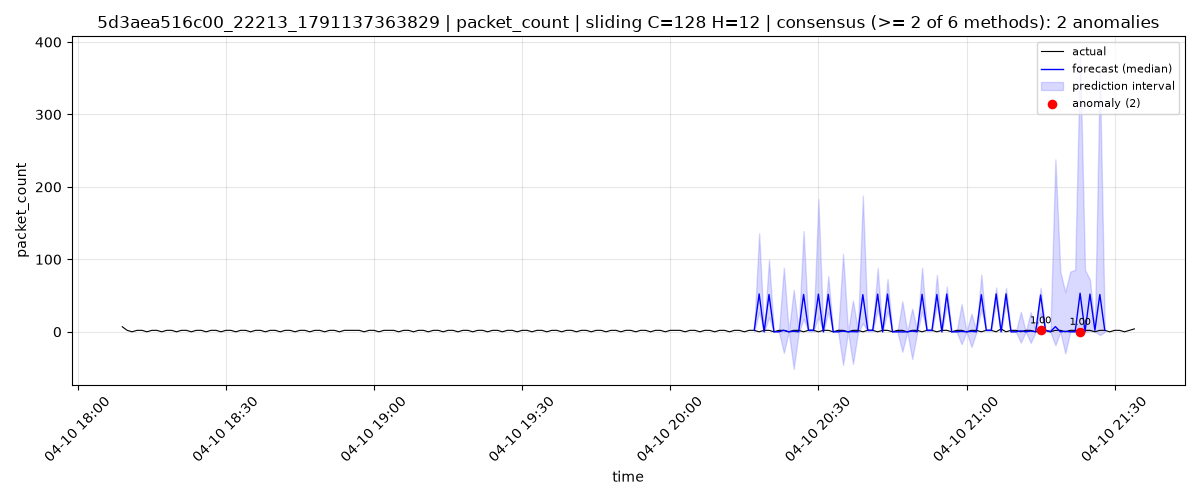 5d3aea516c00_22213_1791137363829 | packet_count | sliding C=128 H=12 | consensus (>= 2 of 6 methods): 2 anomalies
packet_count
400
300
200
100
0
actual
forecast (median)
prediction interval
anomaly (2)
1.00
1.00
04-10 18:00
04-10 18:30
04-10 19:00
04-10 19:30
04-10 20:00
04-10 20:30
04-10 21:00
04-10 21:30
time